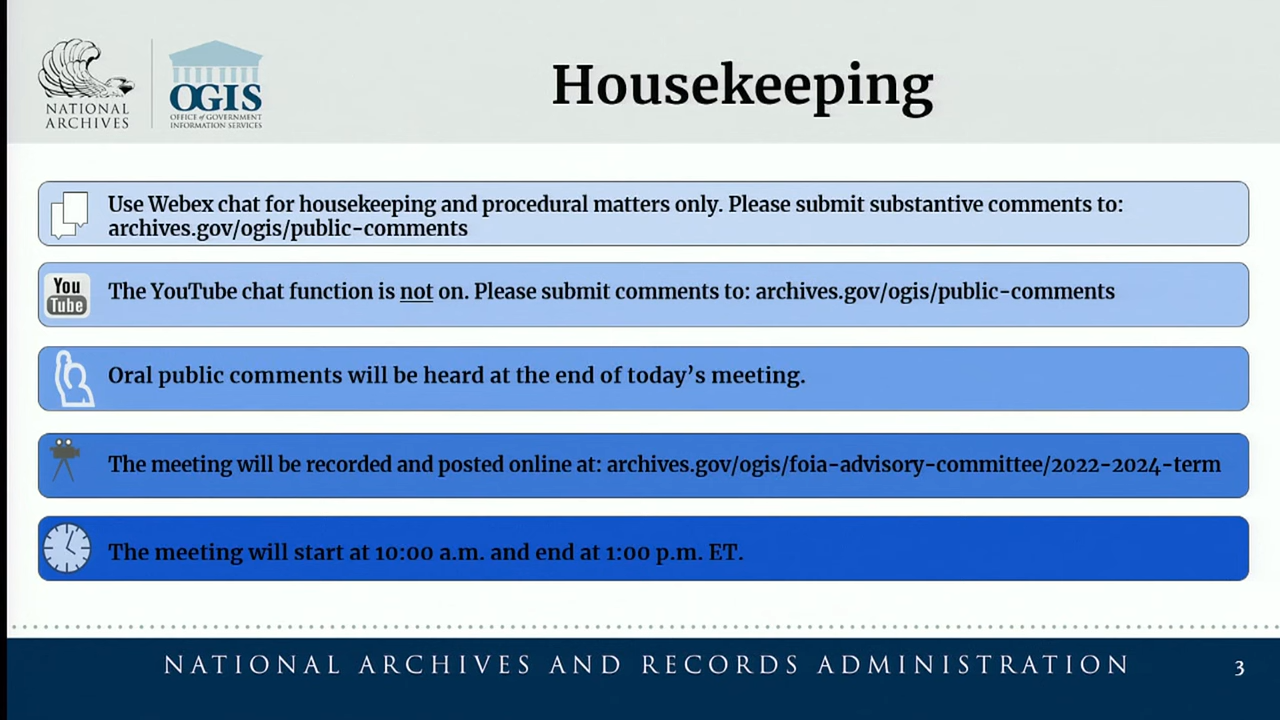 NATIONAL
ARCHIVES
OGIS
OFFICE of GOVERNMENT
INFORMATION SERVICES
Housekeeping
Use Webex chat for housekeeping and procedural matters only. Please submit substantive comments to:
archives.gov/ogis/public-comments
You
Tube
The YouTube chat function is not on. Please submit comments to: archives.gov/ogis/public-comments
Oral public comments will be heard at the end of today’s meeting.
The meeting will be recorded and posted online at: archives.gov/ogis/foia-advisory-committee/2022-2024-term
The meeting will start at 10:00 a.m. and end at 1:00 p.m. ET.
NATIONAL ARCHIVES AND RECORDS ADMINISTRATION
3